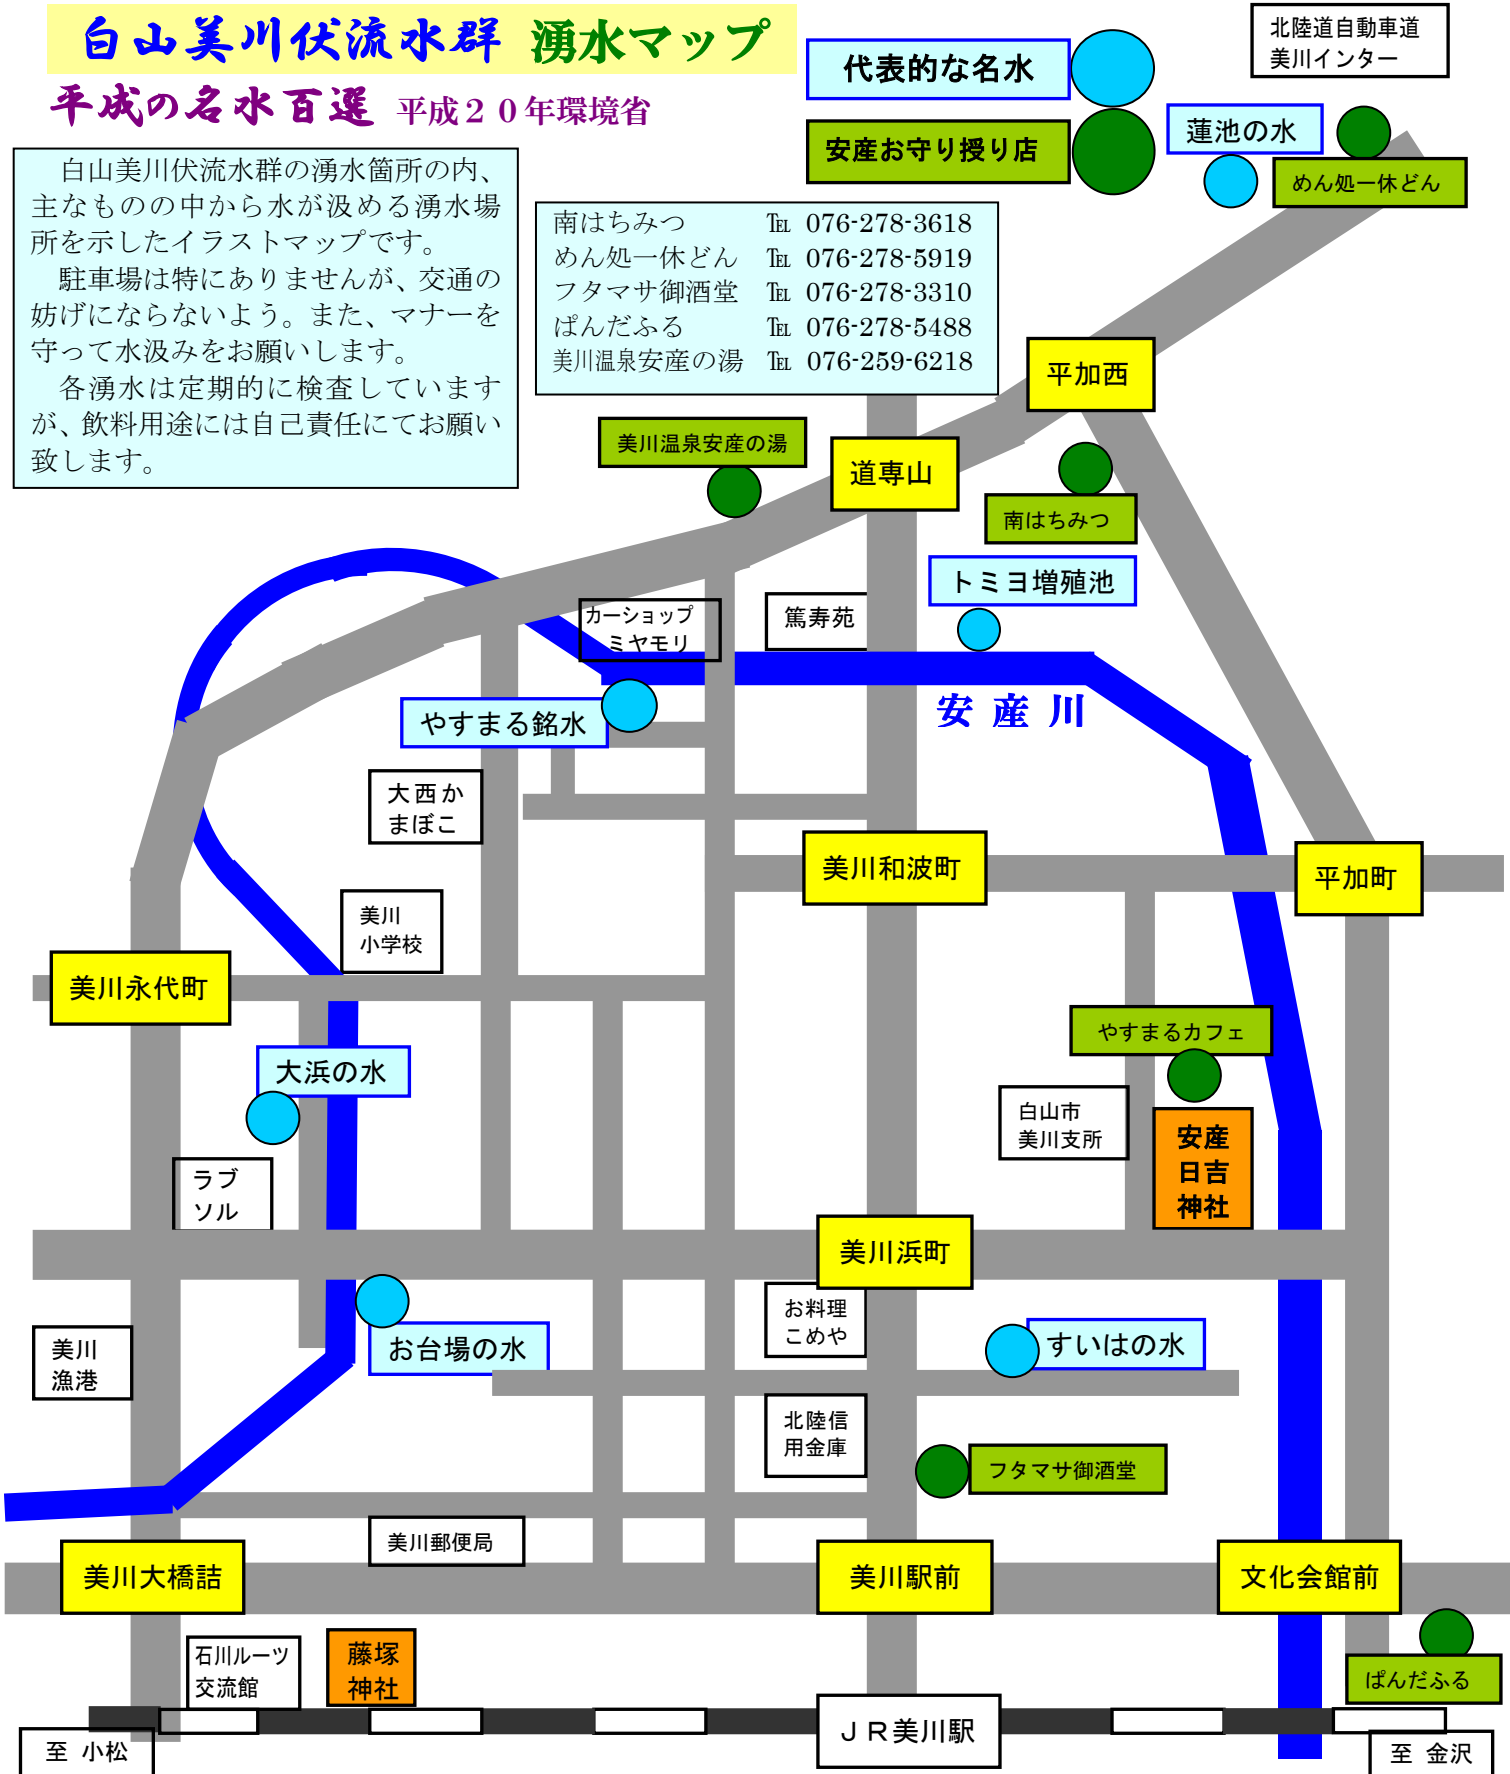 白山美川伏流水群 湧水マップ
平成の名水百選 平成20年環境省
代表的な名水
安産お守り授り店
北陸道自動車道
美川インター
蓮池の水
めん処一休どん
白山美川伏流水群の湧水箇所の内、
主なものの中から水が汲める湧水場
所を示したイラストマップです。
駐車場は特にありませんが、交通の
妨げにならないよう。また、マナーを
守って水汲みをお願いします。
各湧水は定期的に検査しています
が、飲料用途には自己責任にてお願い
致します。
南はちみつ ℡ 076-278-3618
めん処一休どん ℡ 076-278-5919
フタマサ御酒堂 ℡ 076-278-3310
ぱんだふる ℡ 076-278-5488
美川温泉安産の湯 ℡ 076-259-6218
平加西
美川温泉安産の湯
道専山
南はちみつ
トミヨ増殖池
カーショップ
ミヤモリ
篤寿苑
やすまる銘水
安産川
大西か
まぼこ
美川和波町
平加町
美川
小学校
美川永代町
やすまるカフェ
大浜の水
白山市
美川支所
安産
日吉
神社
ラブ
ソル
美川浜町
お料理
こめや
すいはの水
お台場の水
美川
漁港
北陸信
用金庫
フタマサ御酒堂
美川郵便局
美川大橋詰
美川駅前
文化会館前
石川ルーツ
交流館
藤塚
神社
ぱんだふる
JR美川駅
至 小松
至 金沢